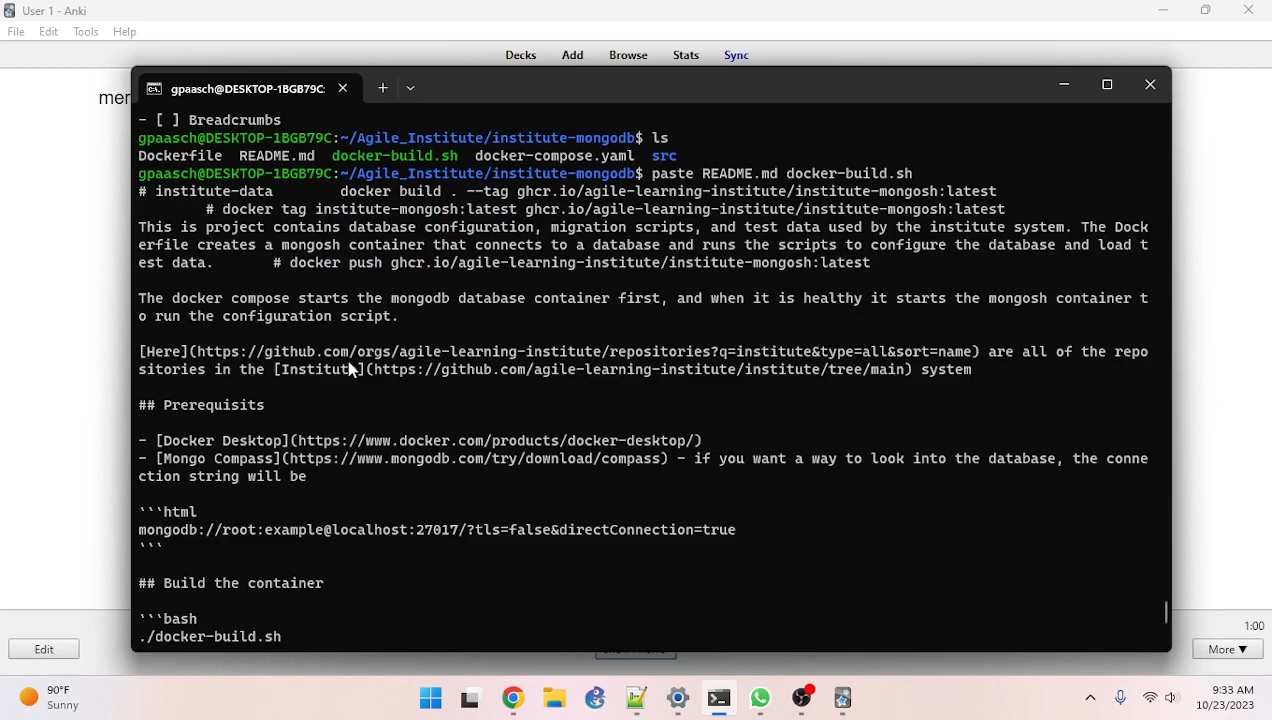 User 1 - Anki
File Edit Tools Help
Decks Add Browse Stats Sync
mer
gpaasch@DESKTOP-1BGB79C:
- [ ] Breadcrumbs
gpaasch@DESKTOP-1BGB79C:~/Agile_Institute/institute-mongodb$ ls
Dockerfile README.md docker-build.sh docker-compose.yaml src
gpaasch@DESKTOP-1BGB79C:~/Agile_Institute/institute-mongodb$ paste README.md docker-build.sh
# institute-data docker build . --tag ghcr.io/agile-learning-institute/institute-mongosh:latest
# docker tag institute-mongosh:latest ghcr.io/agile-learning-institute/institute-mongosh:latest
This is project contains database configuration, migration scripts, and test data used by the institute system. The Dock
erfile creates a mongosh container that connects to a database and runs the scripts to configure the database and load t
est data. # docker push ghcr.io/agile-learning-institute/institute-mongosh:latest
The docker compose starts the mongodb database container first, and when it is healthy it starts the mongosh container t
o run the configuration script.
[Here](https://github.com/orgs/agile-learning-institute/repositories?q=institute&type=all&sort=name) are all of the repo
sitories in the [Institute](https://github.com/agile-learning-institute/institute/tree/main) system
## Prerequisits
- [Docker Desktop](https://www.docker.com/products/docker-desktop/)
- [Mongo Compass](https://www.mongodb.com/try/download/compass) - if you want a way to look into the database, the conne
ction string will be
```html
mongodb://root:example@localhost:27017/?tls=false&directConnection=true
```
## Build the container
```bash
./docker-build.sh
1:00
Edit More ▼
90°F
Sunny
9:33 AM
10/23/2023